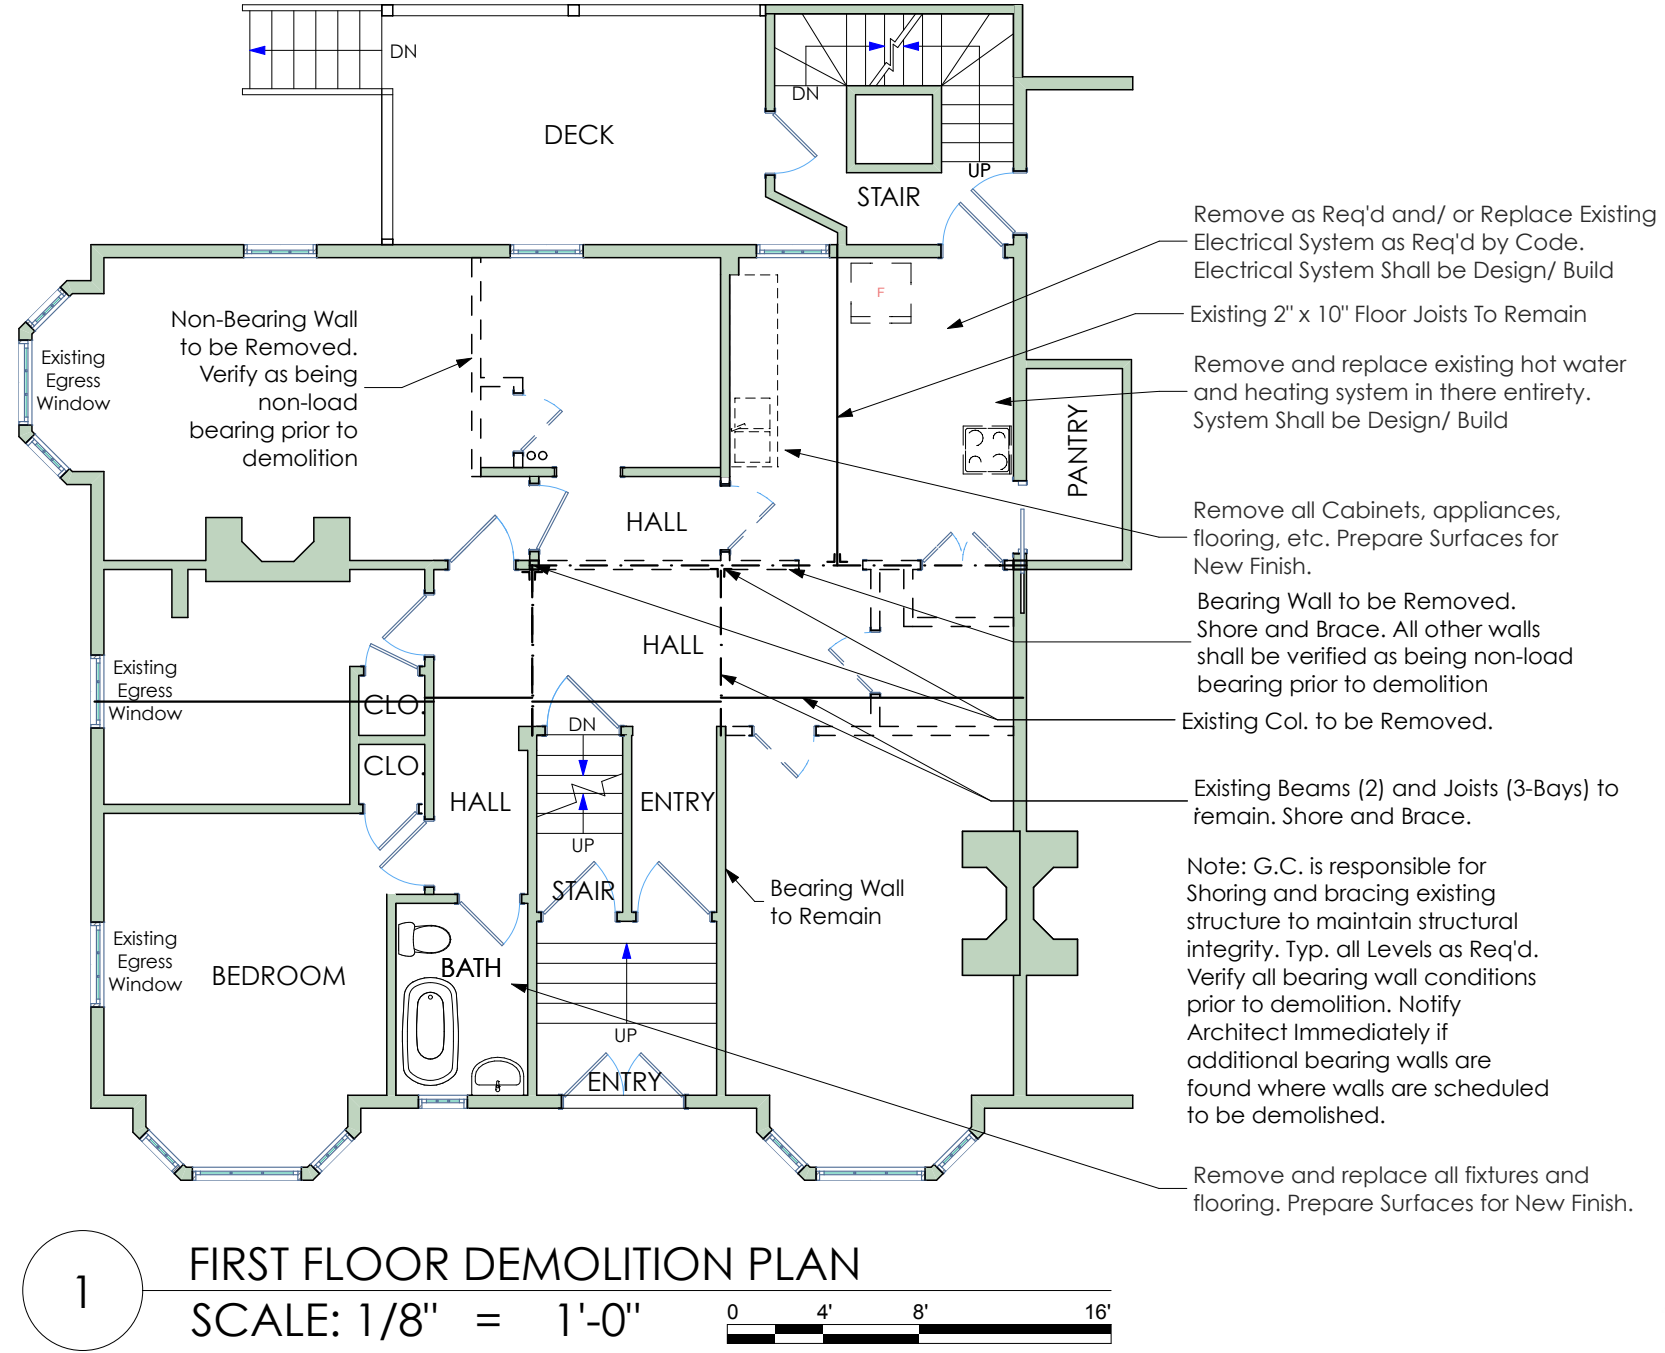 DN
DECK
DN
UP
STAIR
Remove as Req'd and/ or Replace Existing
Electrical System as Req'd by Code.
Electrical System Shall be Design/ Build
F
Existing 2" x 10" Floor Joists To Remain
Non-Bearing Wall
to be Removed.
Verify as being
non-load
bearing prior to
demolition
Existing
Egress
Window
Remove and replace existing hot water
and heating system in there entirety.
System Shall be Design/ Build
PANTRY
HALL
Remove all Cabinets, appliances,
flooring, etc. Prepare Surfaces for
New Finish.
Bearing Wall to be Removed.
Shore and Brace. All other walls
shall be verified as being non-load
bearing prior to demolition
HALL
Existing
Egress
Window
CLO.
Existing Col. to be Removed.
DN
CLO.
HALL
ENTRY
Existing Beams (2) and Joists (3-Bays) to
remain. Shore and Brace.
UP
STAIR
Bearing Wall
to Remain
Note: G.C. is responsible for
Shoring and bracing existing
structure to maintain structural
integrity. Typ. all Levels as Req'd.
Verify all bearing wall conditions
prior to demolition. Notify
Architect Immediately if
additional bearing walls are
found where walls are scheduled
to be demolished.
Existing
Egress
Window
BEDROOM
BATH
UP
ENTRY
Remove and replace all fixtures and
flooring. Prepare Surfaces for New Finish.
1
FIRST FLOOR DEMOLITION PLAN
SCALE: 1/8" = 1'-0"
0 4' 8' 16'